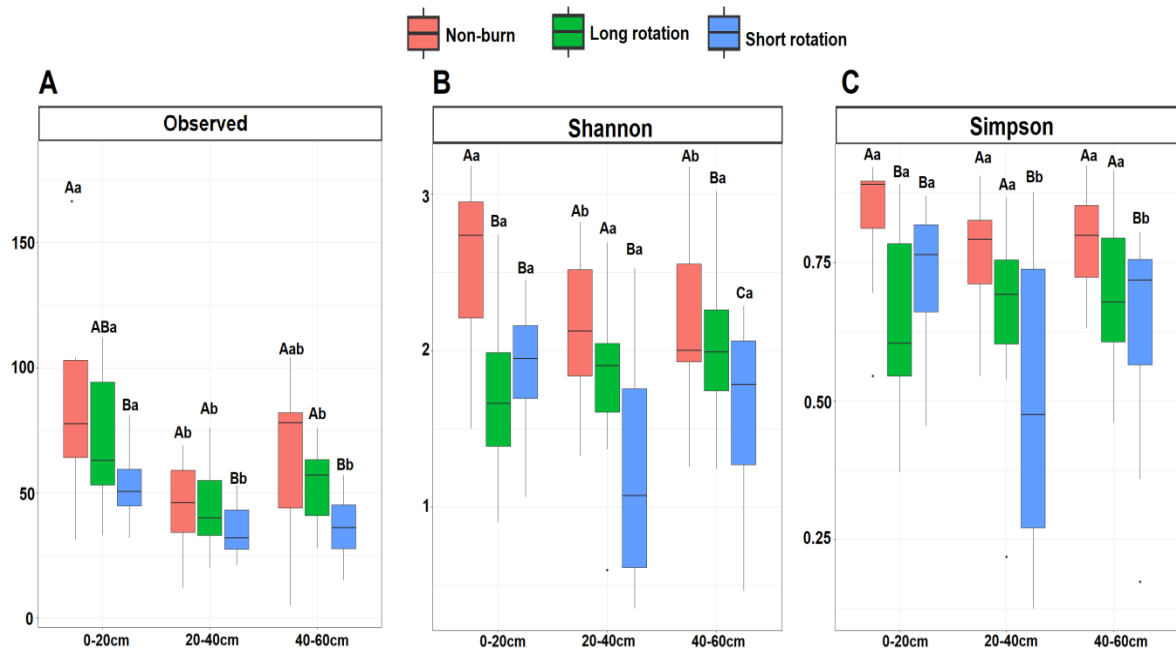 Non-burn Long rotation Short rotation
A
Observed
Aa
ABa
Ba
Ab
Ab
Bb
Aab
Ab
Bb
150
100
50
0
0-20cm 20-40cm 40-60cm
B
Shannon
Aa
Ba
Ba
Ab
Aa
Ba
Ab
Ba
Ca
3
2
1
0-20cm 20-40cm 40-60cm
C
Simpson
Aa
Ba
Ba
Aa
Aa
Bb
Aa
Aa
Bb
0.75
0.50
0.25
0-20cm 20-40cm 40-60cm